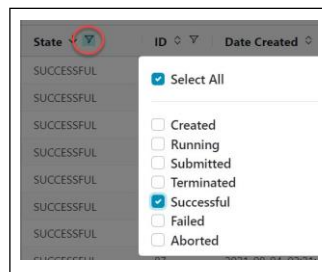 State ID Date Created
SUCCESSFUL
Select All
SUCCESSFUL
SUCCESSFUL
Created
Running
SUCCESSFUL
Submitted
SUCCESSFUL
Terminated
SUCCESSFUL
Successful
Failed
SUCCESSFUL
Aborted